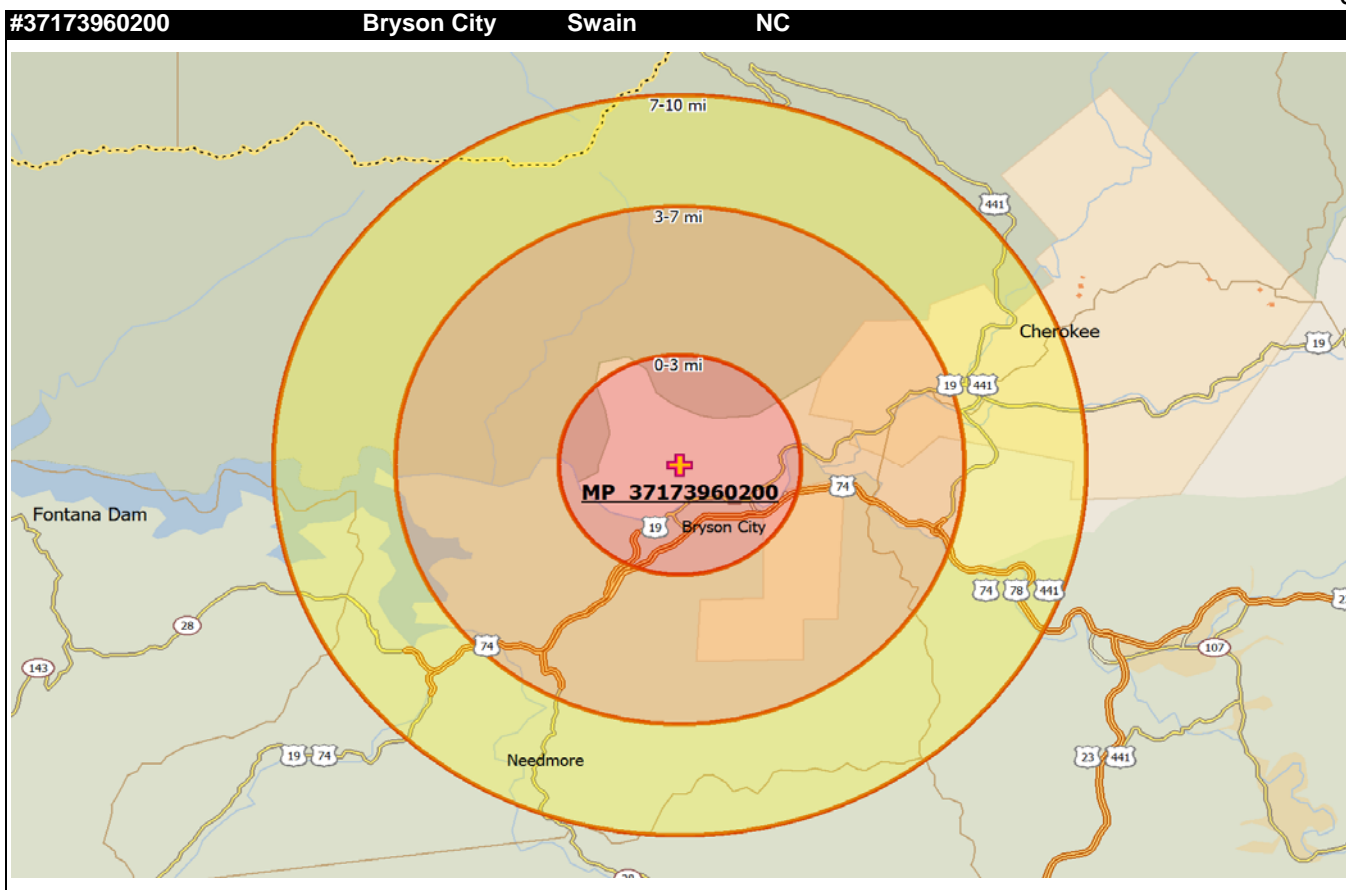 #37173960200 Bryson City Swain NC
7-10 mi
441
3-7 mi
Cherokee
19
0-3 mi
19 441
74
MP 37173960200
Fontana Dam
19 Bryson City
74 78 441
28
74
143
107
19 74
Needmore
23 441